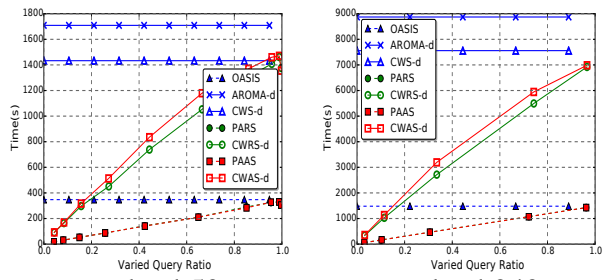 1800
1600
1400
1200
1000
800
600
400
200
0
0.0 0.2 0.4 0.6 0.8 1.0
Time(s)
Varied Query Ratio
OASIS
AROMA-d
CWS-d
PARS
CWRS-d
PAAS
CWAS-d
9000
8000
7000
6000
5000
4000
3000
2000
1000
0
0.0 0.2 0.4 0.6 0.8 1.0
Time(s)
Varied Query Ratio
OASIS
AROMA-d
CWS-d
PARS
CWRS-d
PAAS
CWAS-d